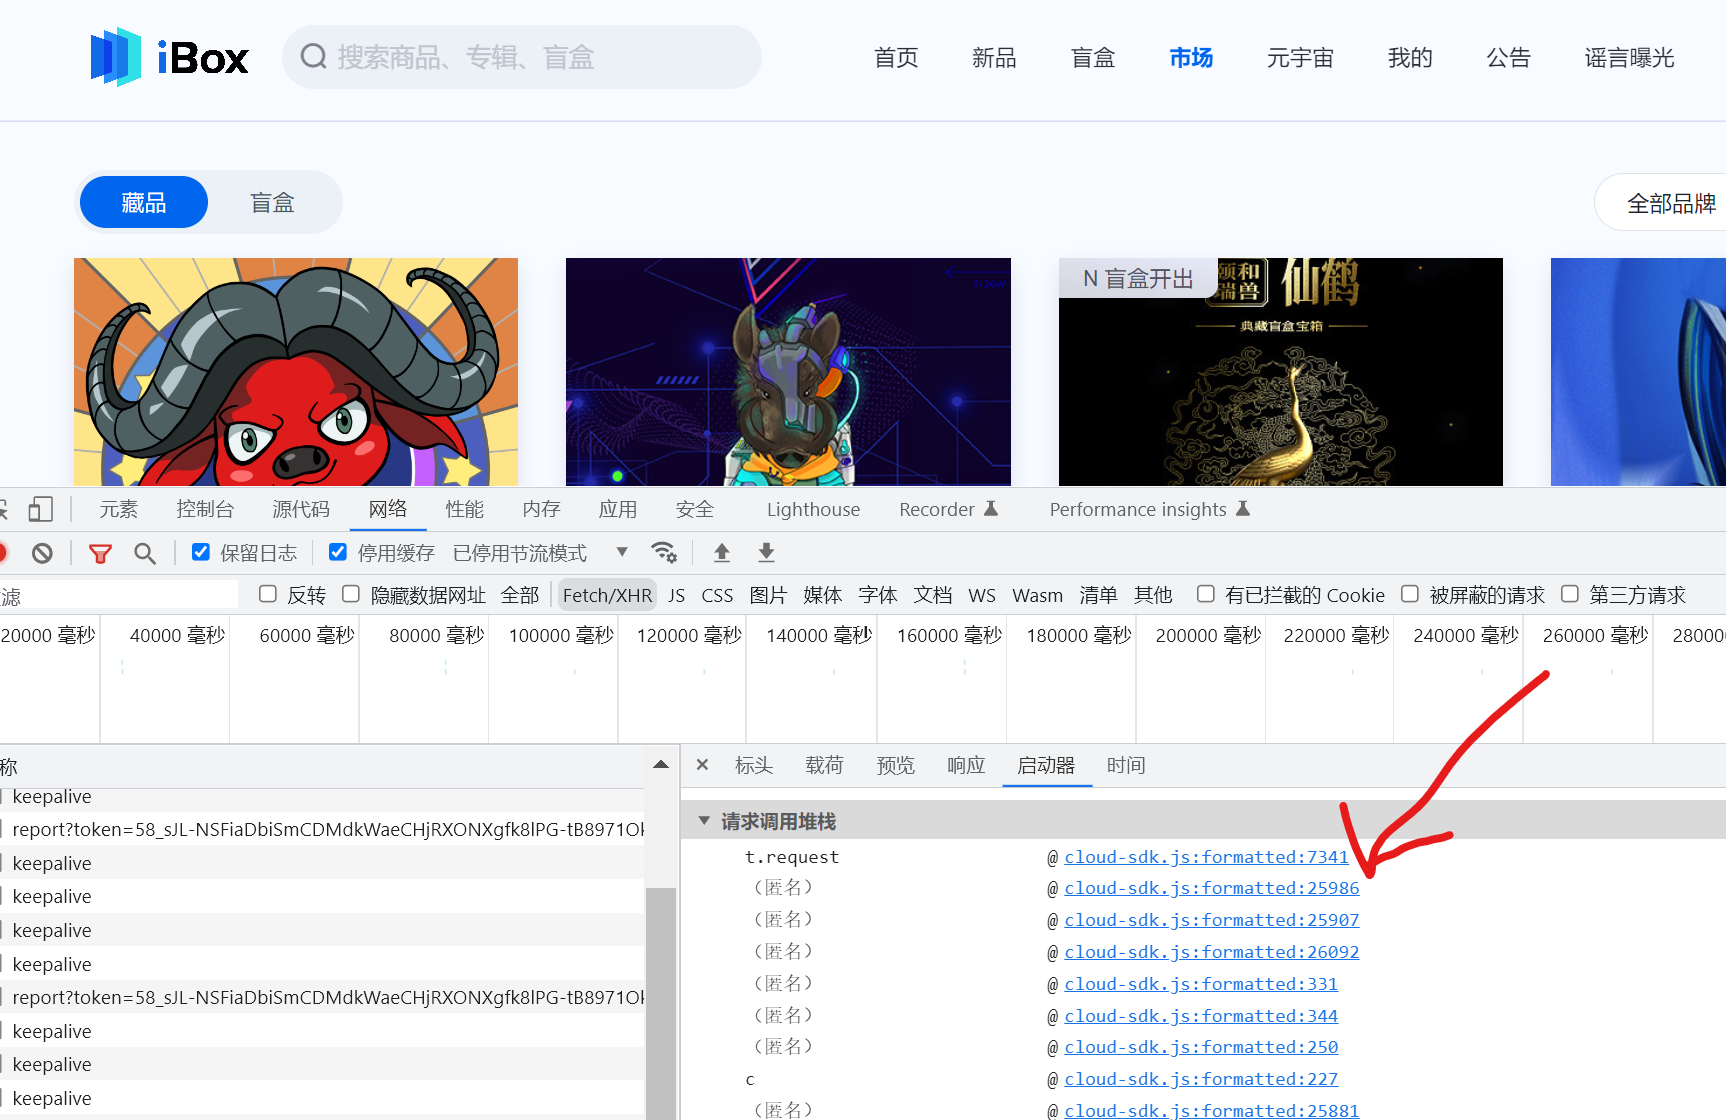 iBox
搜索商品、专辑、盲盒
首页 新品 盲盒 市场 元宇宙 我的 公告 谣言曝光
藏品 盲盒
全部品牌
N 盲盒开出
颂和
瑞兽
仙鹤
典藏盲盒宝箱
元素 控制台 源代码 网络 性能 内存 应用 安全 Lighthouse Recorder Performance insights
保留日志 停用缓存 已停用节流模式
滤 反转 隐藏数据网址 全部 Fetch/XHR JS CSS 图片 媒体 字体 文档 WS Wasm 清单 其他 有已拦截的 Cookie 被屏蔽的请求 第三方请求
20000 毫秒 40000 毫秒 60000 毫秒 80000 毫秒 100000 毫秒 120000 毫秒 140000 毫秒 160000 毫秒 180000 毫秒 200000 毫秒 220000 毫秒 240000 毫秒 260000 毫秒 28000
称
keepalive
report?token=58_sJL-NSFiaDbiSmCDMdkWaeCHjRXONXgfk8lPG-tB8971Ol
keepalive
keepalive
keepalive
keepalive
report?token=58_sJL-NSFiaDbiSmCDMdkWaeCHjRXONXgfk8lPG-tB8971Ol
keepalive
keepalive
keepalive
× 标头 载荷 预览 响应 启动器 时间
请求调用堆栈
t.request @ cloud-sdk.js:formatted:7341
（匿名） @ cloud-sdk.js:formatted:25986
（匿名） @ cloud-sdk.js:formatted:25907
（匿名） @ cloud-sdk.js:formatted:26092
（匿名） @ cloud-sdk.js:formatted:331
（匿名） @ cloud-sdk.js:formatted:344
（匿名） @ cloud-sdk.js:formatted:250
c @ cloud-sdk.js:formatted:227
（匿名） @ cloud-sdk.js:formatted:25881